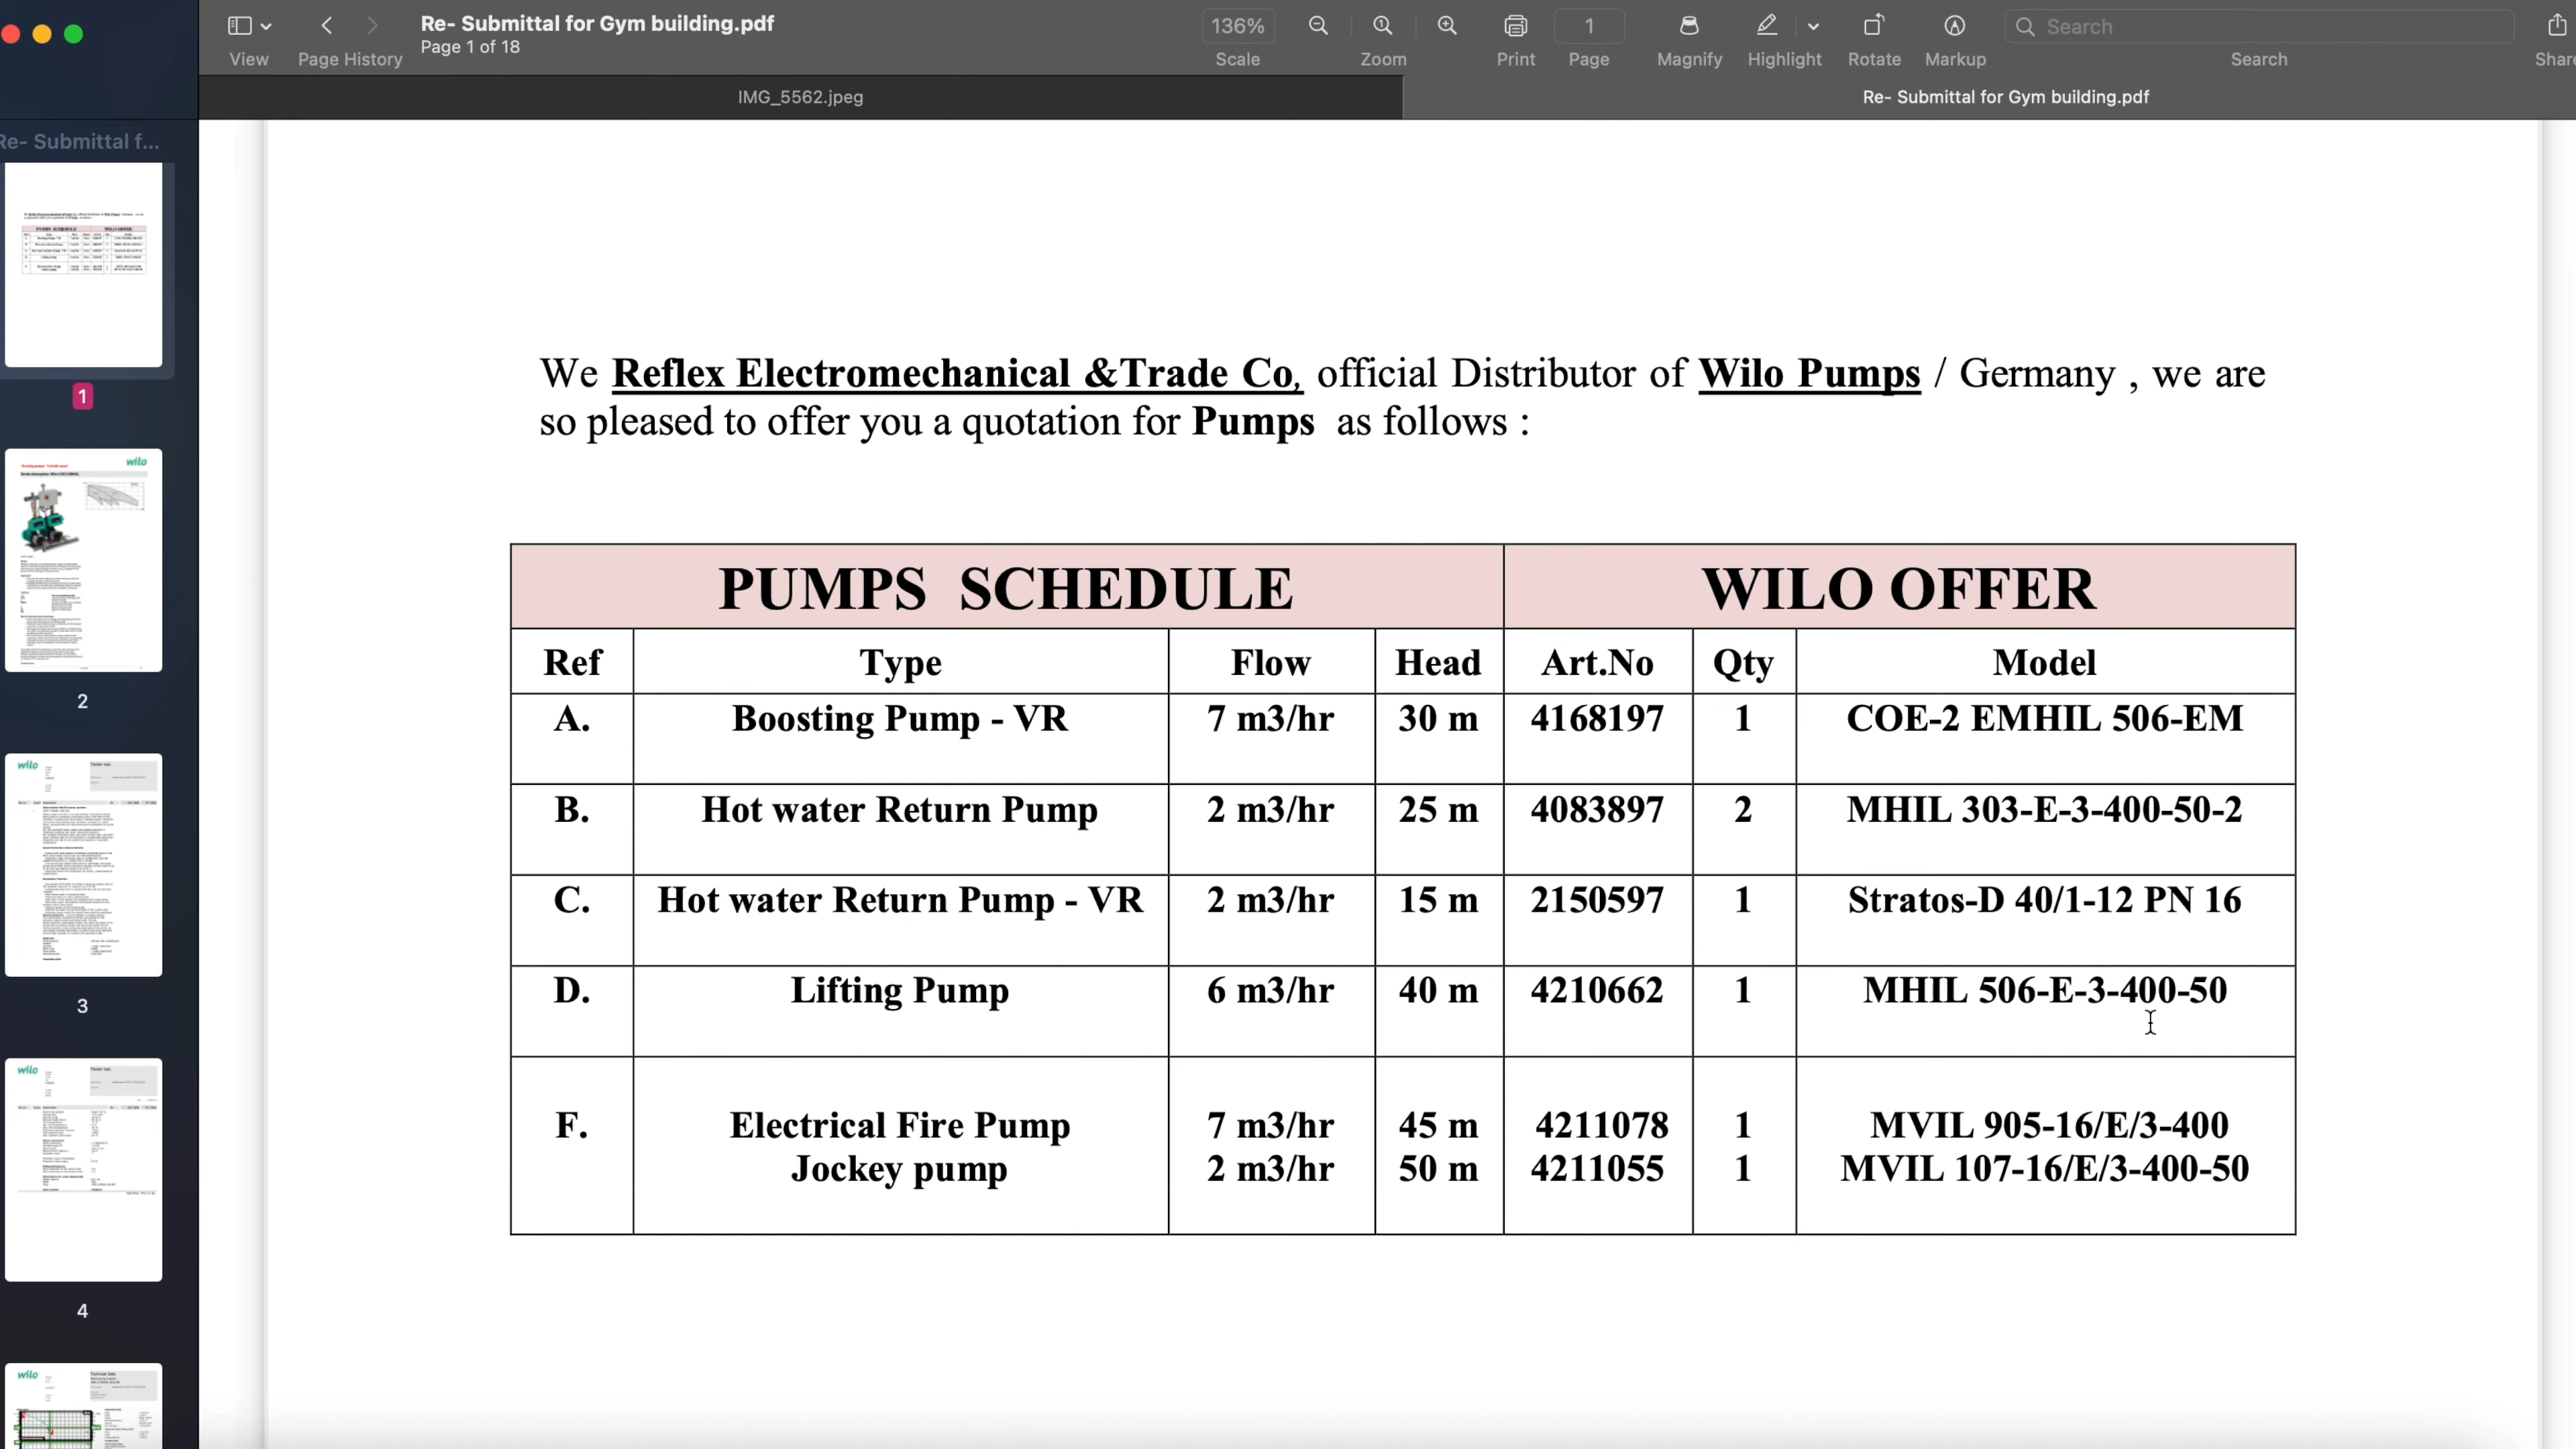 Re- Submittal for Gym building.pdf
Page 1 of 18
136%
1
Search
View
Page History
Scale
Zoom
Print
Page
Magnify
Highlight
Rotate
Markup
Search
IMG_5562.jpeg
Re- Submittal for Gym building.pdf
Re- Submittal f...
We Reflex Electromechanical &Trade Co, official Distributor of Wilo Pumps / Germany , we are
so pleased to offer you a quotation for Pumps as follows :
PUMPS SCHEDULE WILO OFFER
Ref Type Flow Head Art.No Qty Model
A. Boosting Pump - VR 7 m3/hr 30 m 4168197 1 COE-2 EMHIL 506-EM
B. Hot water Return Pump 2 m3/hr 25 m 4083897 2 MHIL 303-E-3-400-50-2
C. Hot water Return Pump - VR 2 m3/hr 15 m 2150597 1 Stratos-D 40/1-12 PN 16
D. Lifting Pump 6 m3/hr 40 m 4210662 1 MHIL 506-E-3-400-50
F. Electrical Fire Pump 7 m3/hr 45 m 4211078 1 MVIL 905-16/E/3-400
Jockey pump 2 m3/hr 50 m 4211055 1 MVIL 107-16/E/3-400-50
PUMPS SCHEDULE WILO OFFER
1
wilo
2
wilo
3
wilo
4
wilo